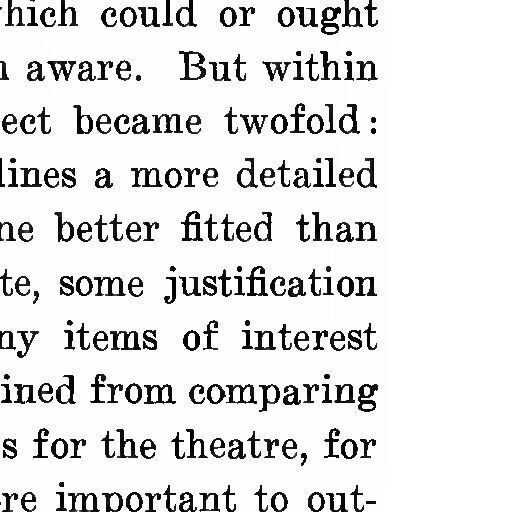 which could or ought
aware. But within
ect became twofold:
lines a more detailed
ne better fitted than
te, some justification
ny items of interest
ined from comparing
s for the theatre, for
re important to out-